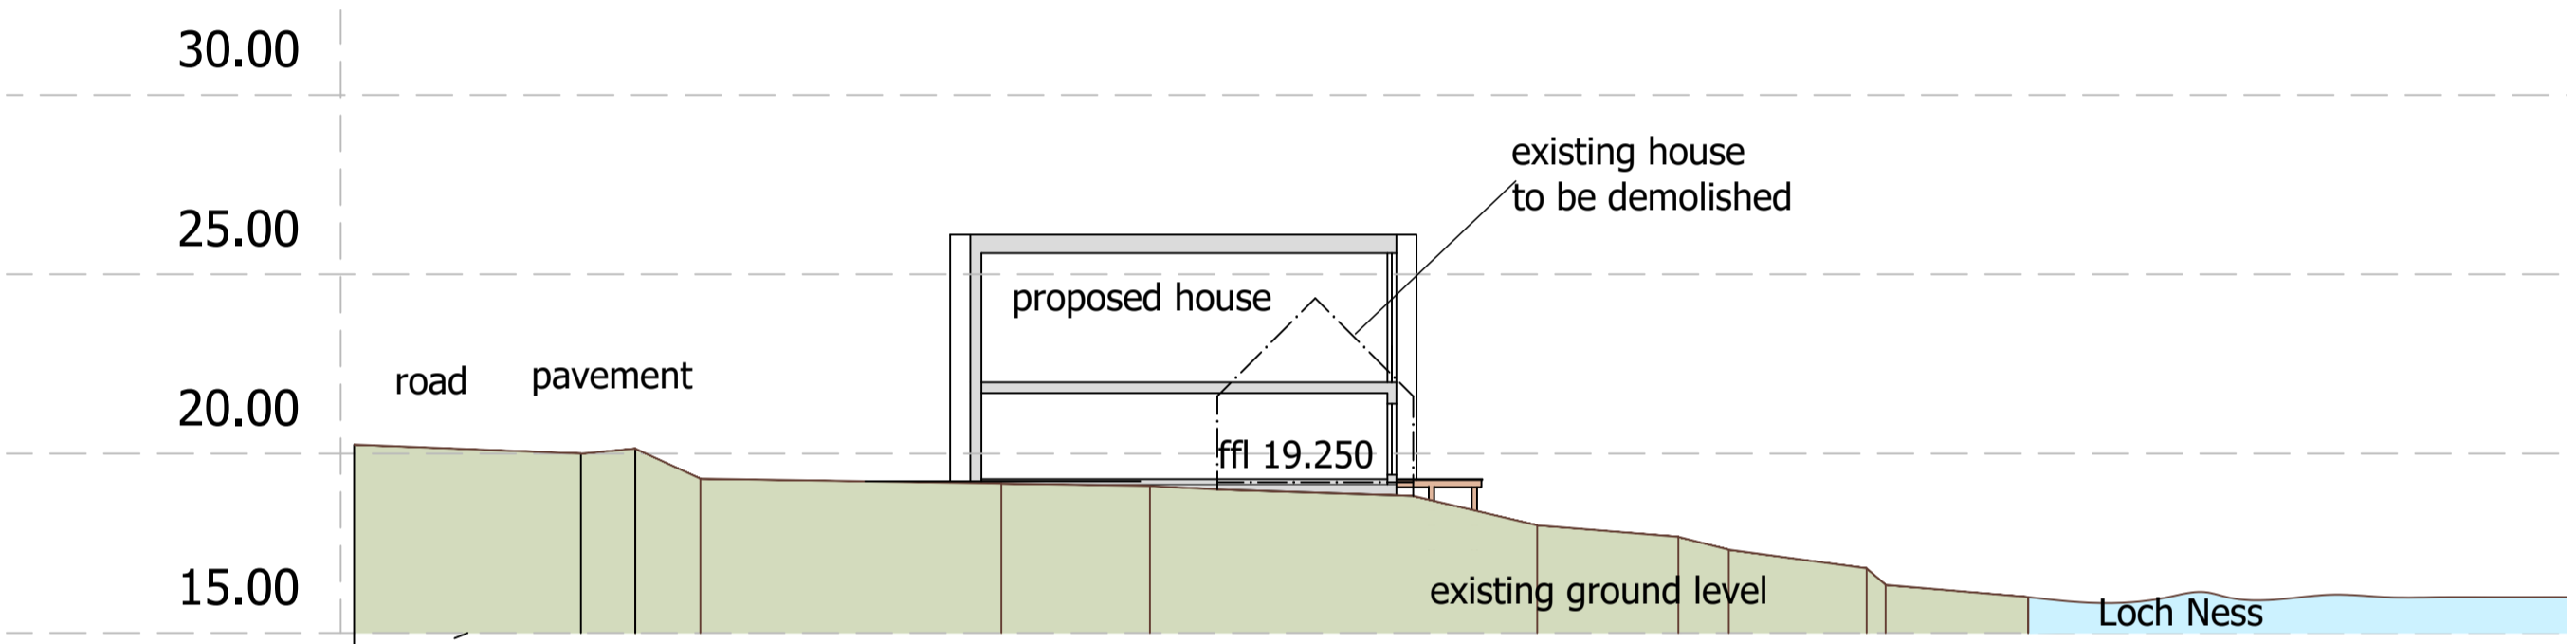 30.00
existing house
to be demolished
25.00
proposed house
road
pavement
20.00
ffl 19.250
15.00
existing ground level
Loch Ness